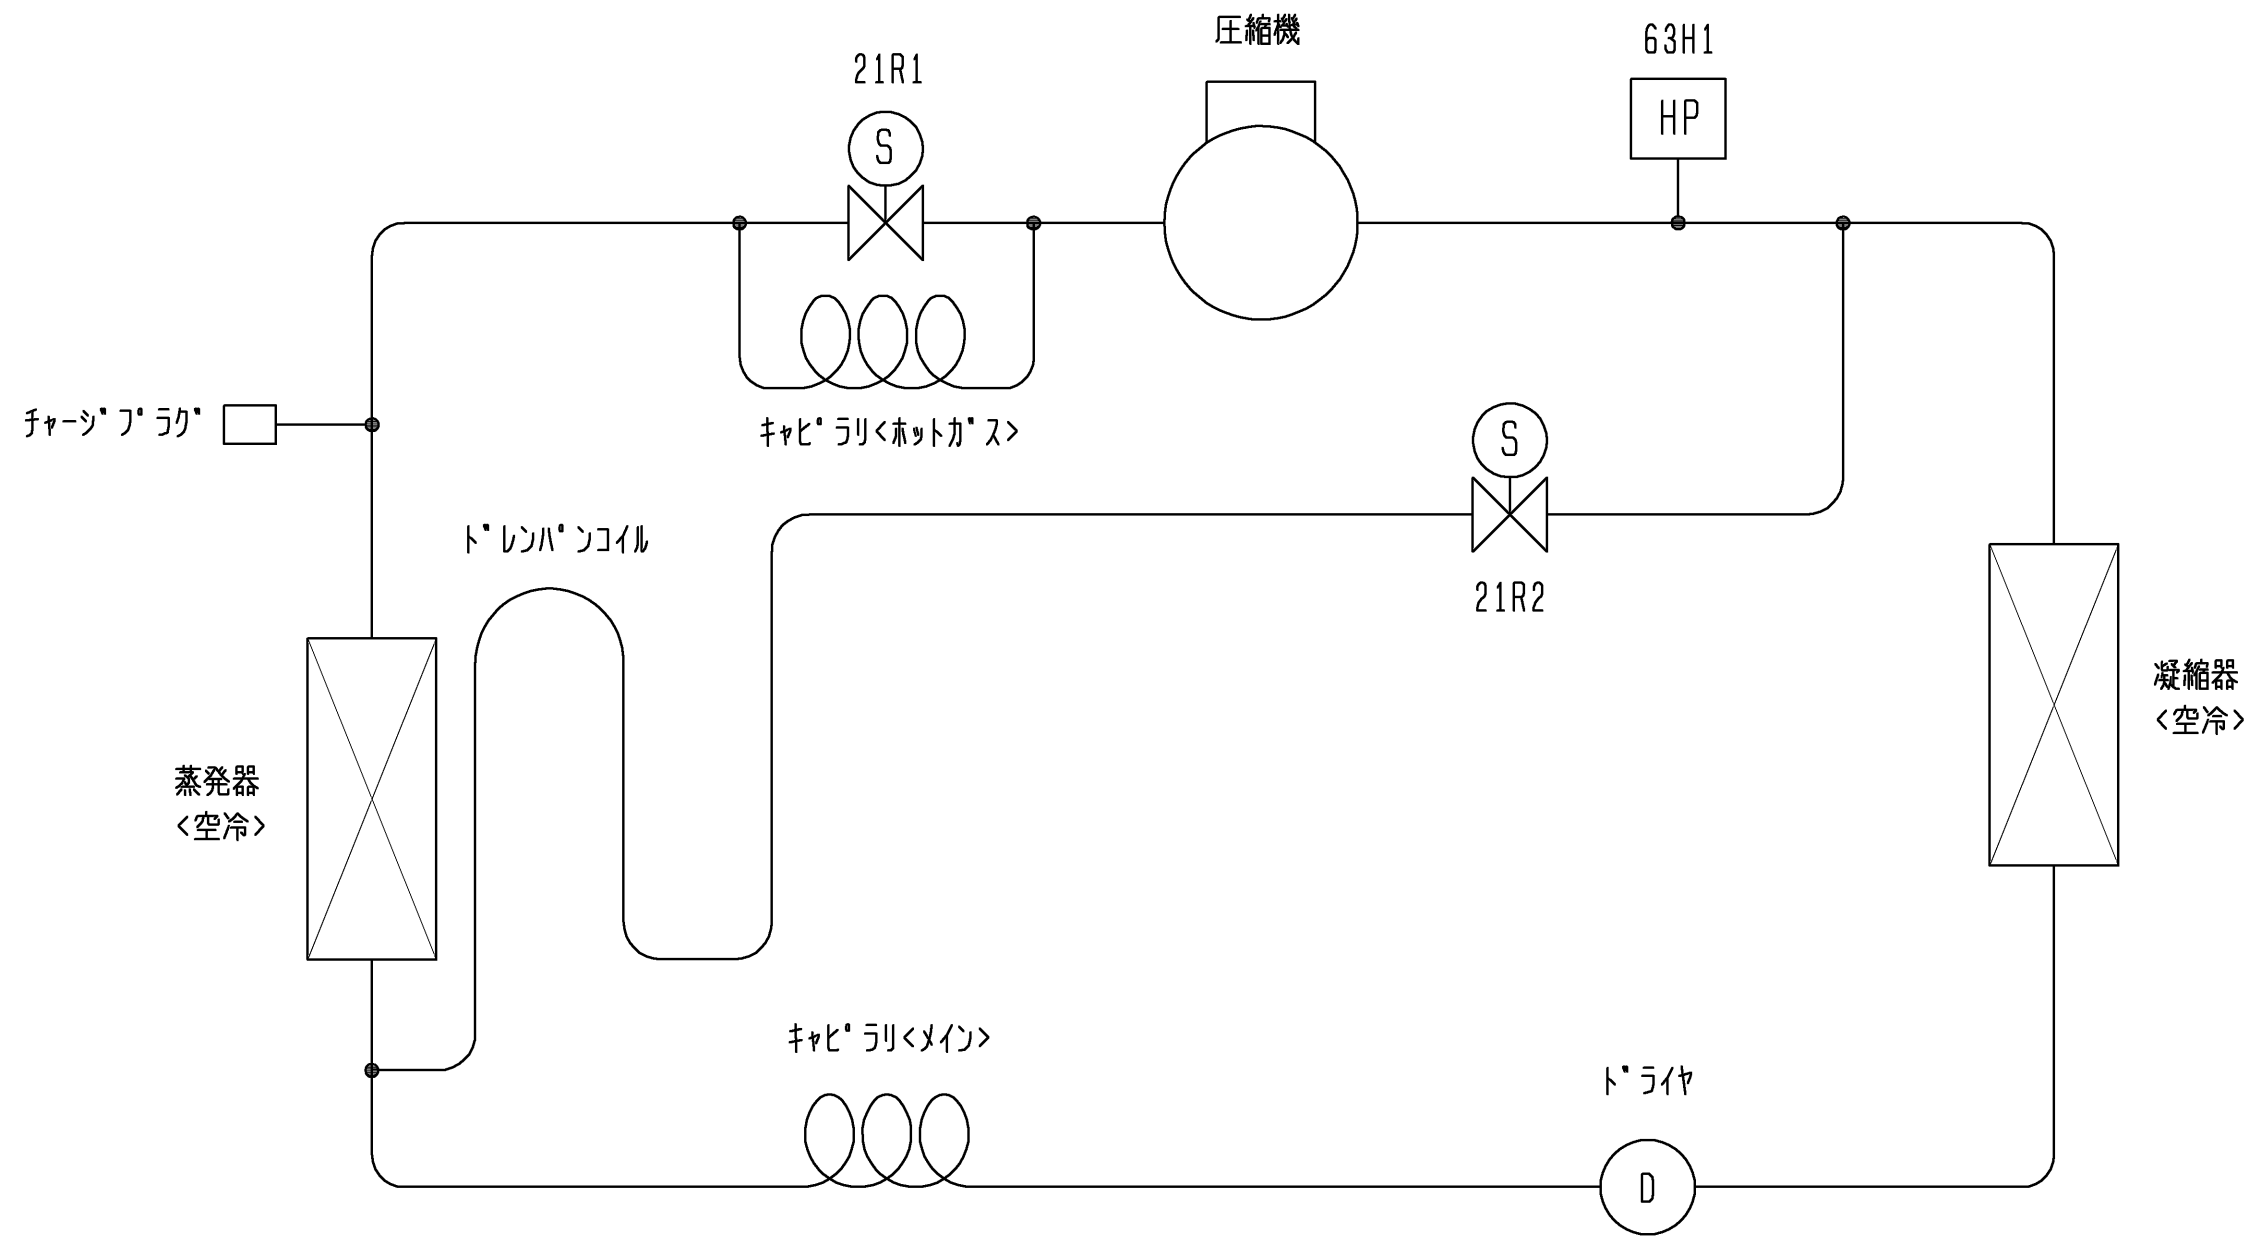 圧縮機
63H1
21R1
HP
S
ﾁｬｰｼﾞﾌﾟﾗｸﾞ
ｷｬﾋﾟﾗﾘ<ﾎｯﾄｶﾞｽ>
S
ﾄﾞﾚﾝﾊﾟﾝｺｲﾙ
21R2
凝縮器
<空冷>
蒸発器
<空冷>
ｷｬﾋﾟﾗﾘ<ﾒｲﾝ>
ﾄﾞﾗｲﾔ
D